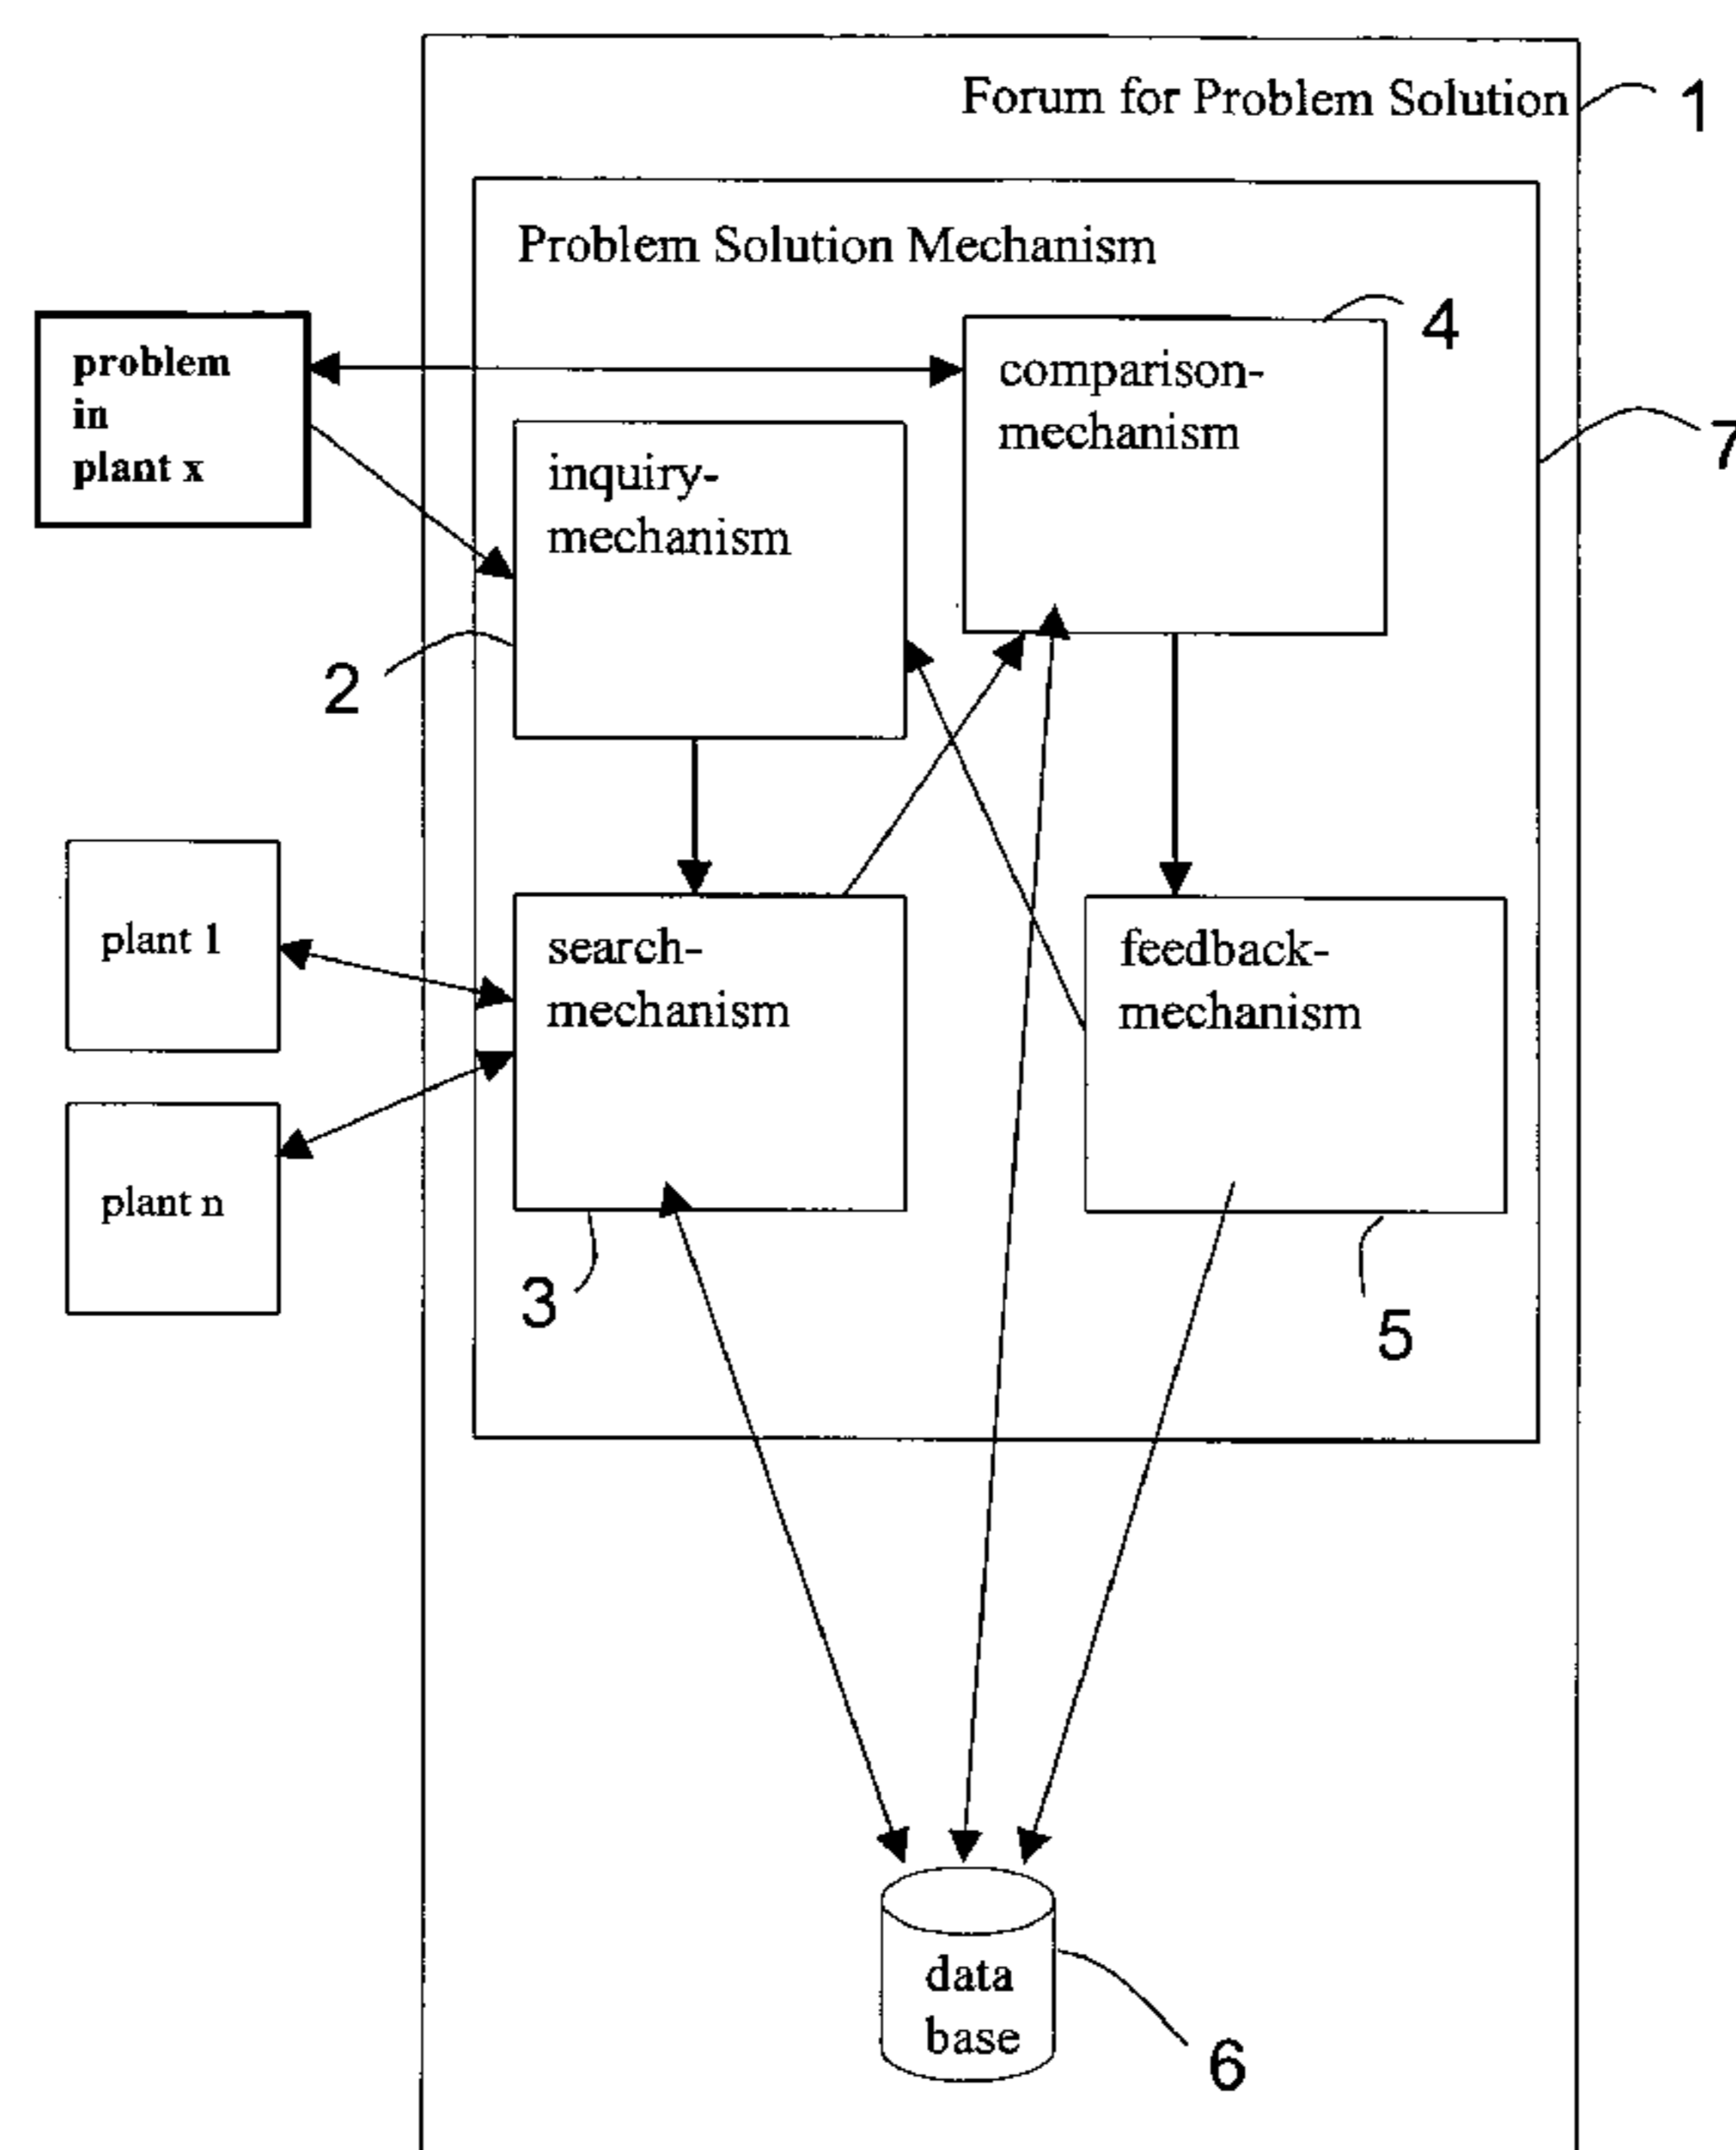 Forum for Problem Solution
1
Problem Solution Mechanism
problem
in
plant x
comparison-
mechanism
4
7
inquiry-
mechanism
2
plant 1
search-
mechanism
feedback-
mechanism
plant n
3
5
data
base
6